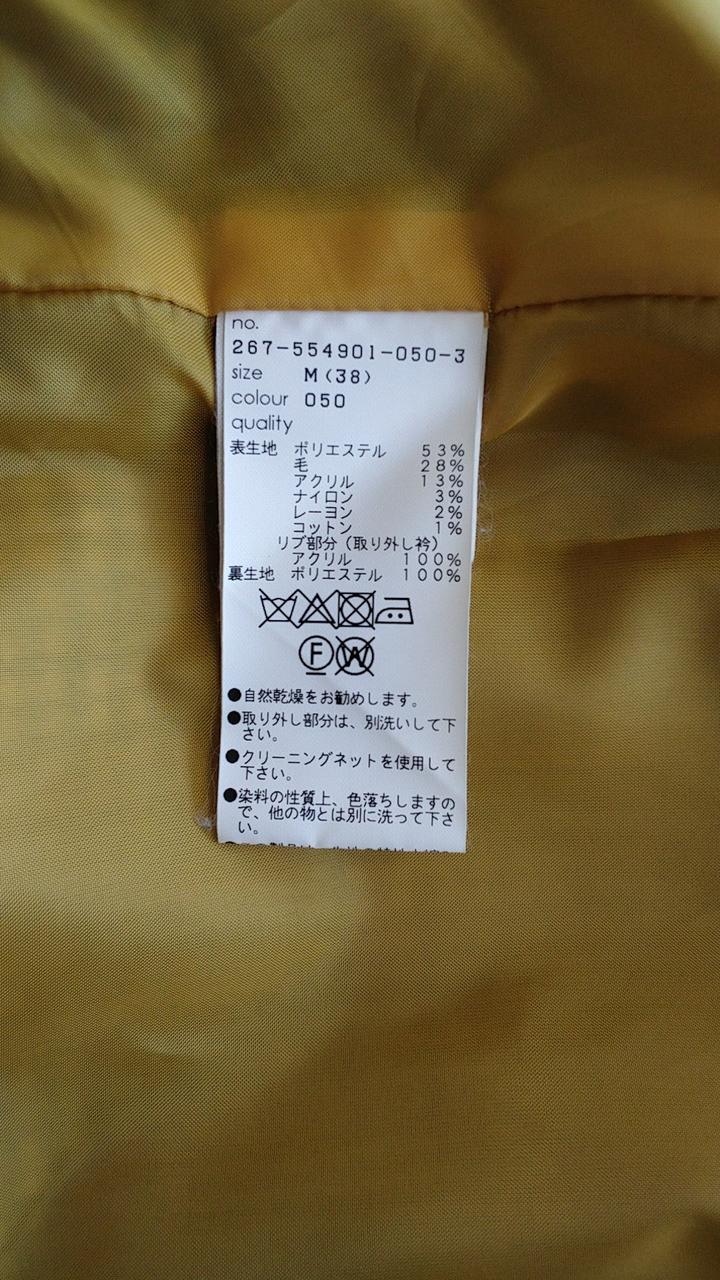 no.
267-554901-050-3
size M(38)
colour 050
quality
表生地 ポリエステル 53%
毛 28%
アクリル 13%
ナイロン 3%
レーヨン 2%
コットン 1%
リブ部分(取り外し衿)
アクリル 100%
裏生地 ポリエステル 100%
F W
●自然乾燥をお勧めします。
●取り外し部分は、別洗いして下
さい。
●クリーニングネットを使用して
下さい。
●染料の性質上、色落ちしますの
で、他の物とは別に洗って下さ
い。